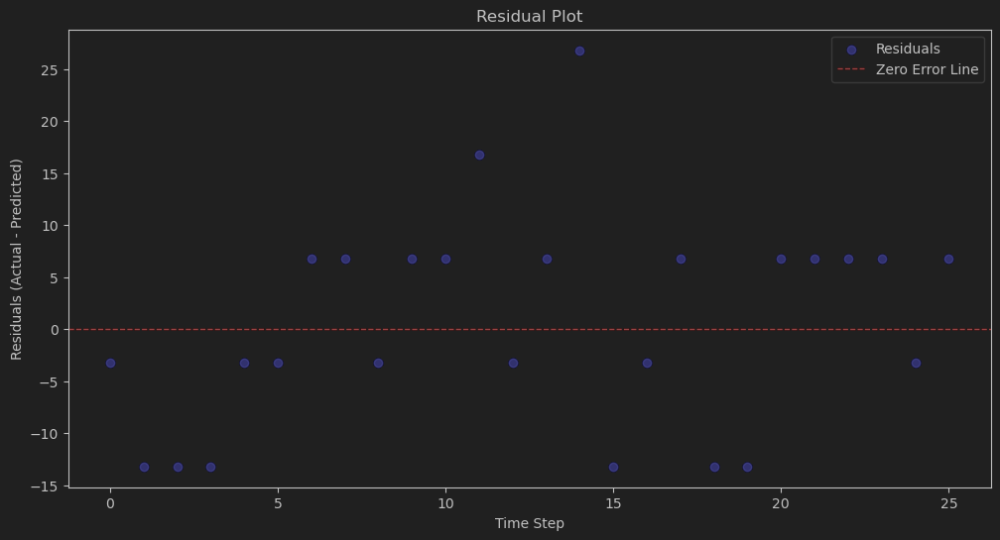 Residual Plot
Residuals
Zero Error Line
Residuals (Actual - Predicted)
25
20
15
10
5
0
−5
−10
−15
0 5 10 15 20 25
Time Step